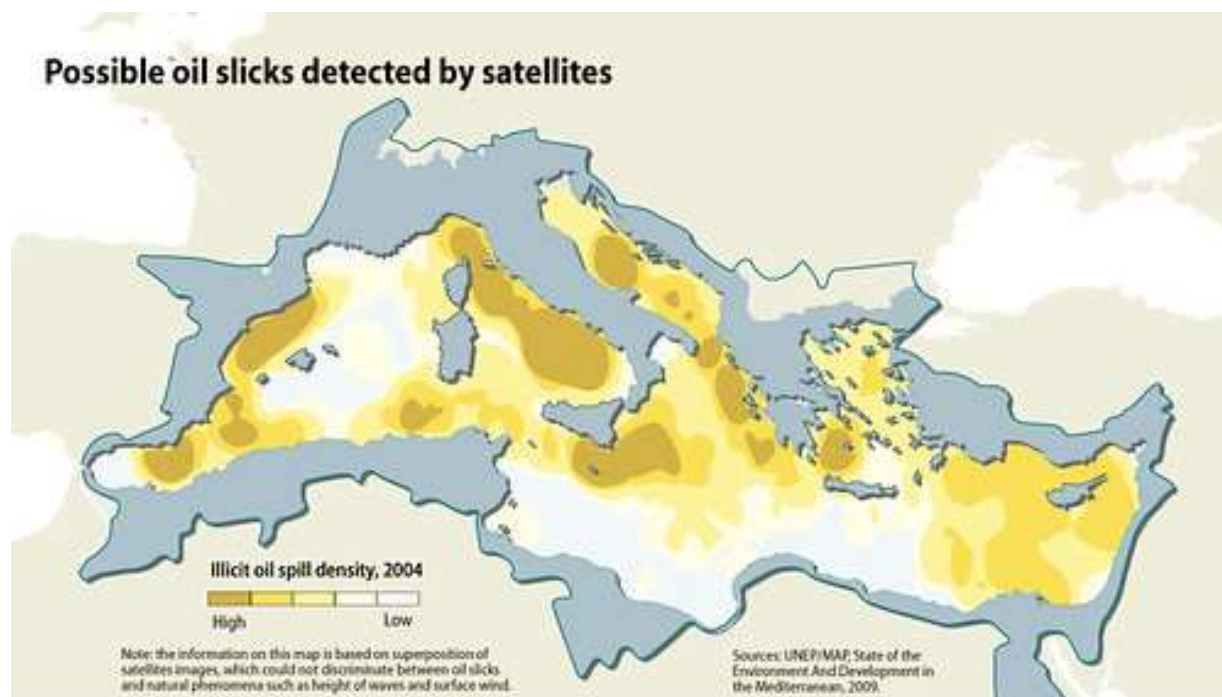 Possible oil slicks detected by satellites
Illicit oil spill density, 2004
High
Low
Note: the information on this map is based on superposition of
satellites images, which could not discriminate between oil slicks
and natural phenomena such as height of waves and surface wind.
Sources: UNEP/MAP, State of the
Environment And Development in
the Mediterranean, 2009.